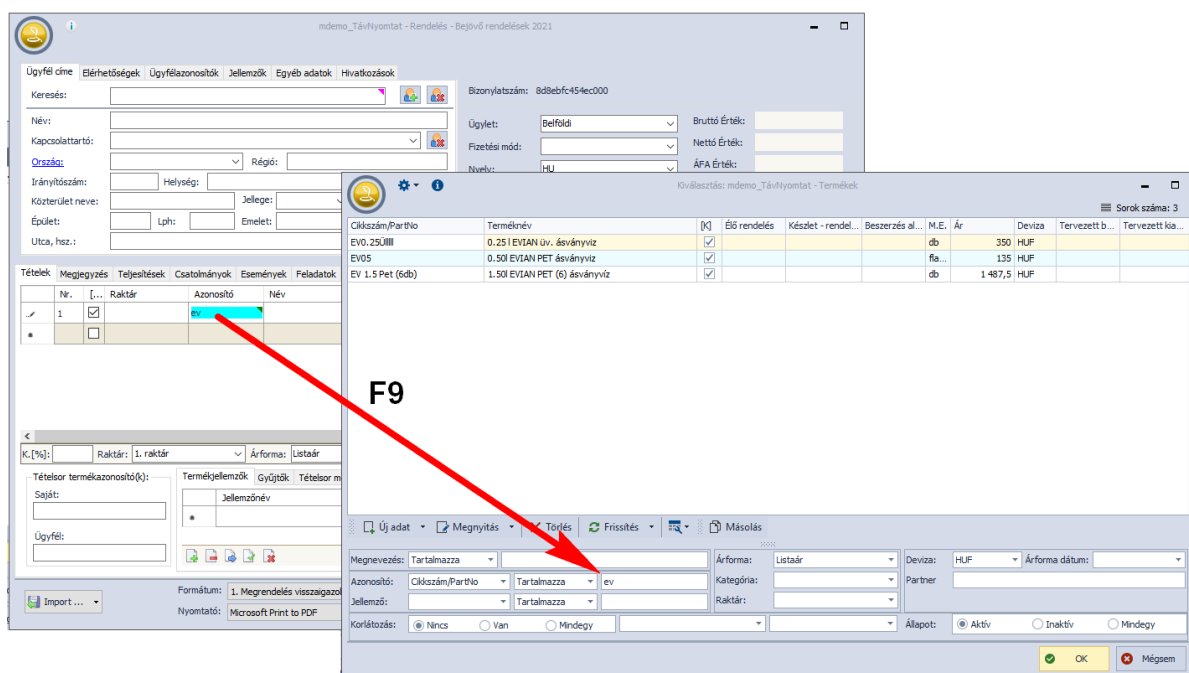 mdemo_TávNyomtat - Rendelés - Bejövő rendelések 2021
Ügyfél címe Elérhetőségek Ügyfélazonosítók Jellemzők Egyéb adatok Hivatkozások
Keresés:
Bizonylatszám: 8d8ebfc454ec000
Név:
Ügylet: Belföldi
Bruttó Érték:
Kapcsolattartó:
Fizetési mód:
Nettó Érték:
Ország:
Régió:
Nyelv: HU
ÁFA Érték:
Irányítószám:
Helység:
Közterület neve:
Jellege:
Épület:
Lph:
Emelet:
Utca, hsz.:
Tételek Megjegyzés Teljesítések Csatolmányok Események Feladatok
Nr. [... Raktár Azonosító Név
1 ev
F9
K.[%]: Raktár: 1. raktár Árforma: Listaár
Tételsor termékazonosító(k):
Termékjellemzők Gyűjtők Tételsor m
Saját:
Jellemzőnév
Ügyfél:
Import ...
Formátum: 1. Megrendelés visszaigazol
Nyomtató: Microsoft Print to PDF
Kiválasztás: mdemo_TávNyomtat - Termékek
Sorok száma: 3
Cikkszám/PartNo Terméknév [K] Élő rendelés Készlet - rendel... Beszerzés al... M.E. Ár Deviza Tervezett b... Tervezett kia...
0.25 l EVIAN üv. ásványviz db 350 HUF
EV05 0.50l EVIAN PET ásványviz fla... 135 HUF
EV 1.5 Pet (6db) 1.50l EVIAN PET (6) ásványvíz db 1 487,5 HUF
Új adat Megnyitás Törlés Frissítés Másolás
Megnevezés: Tartalmazza
Árforma: Listaár
Deviza: HUF
Árforma dátum:
Azonosító: Cikkszám/PartNo Tartalmazza ev
Kategória:
Partner
Jellemző: Tartalmazza
Raktár:
Korlátozás: Nincs Van Mindegy
Állapot: Aktív Inaktív Mindegy
OK Mégsem